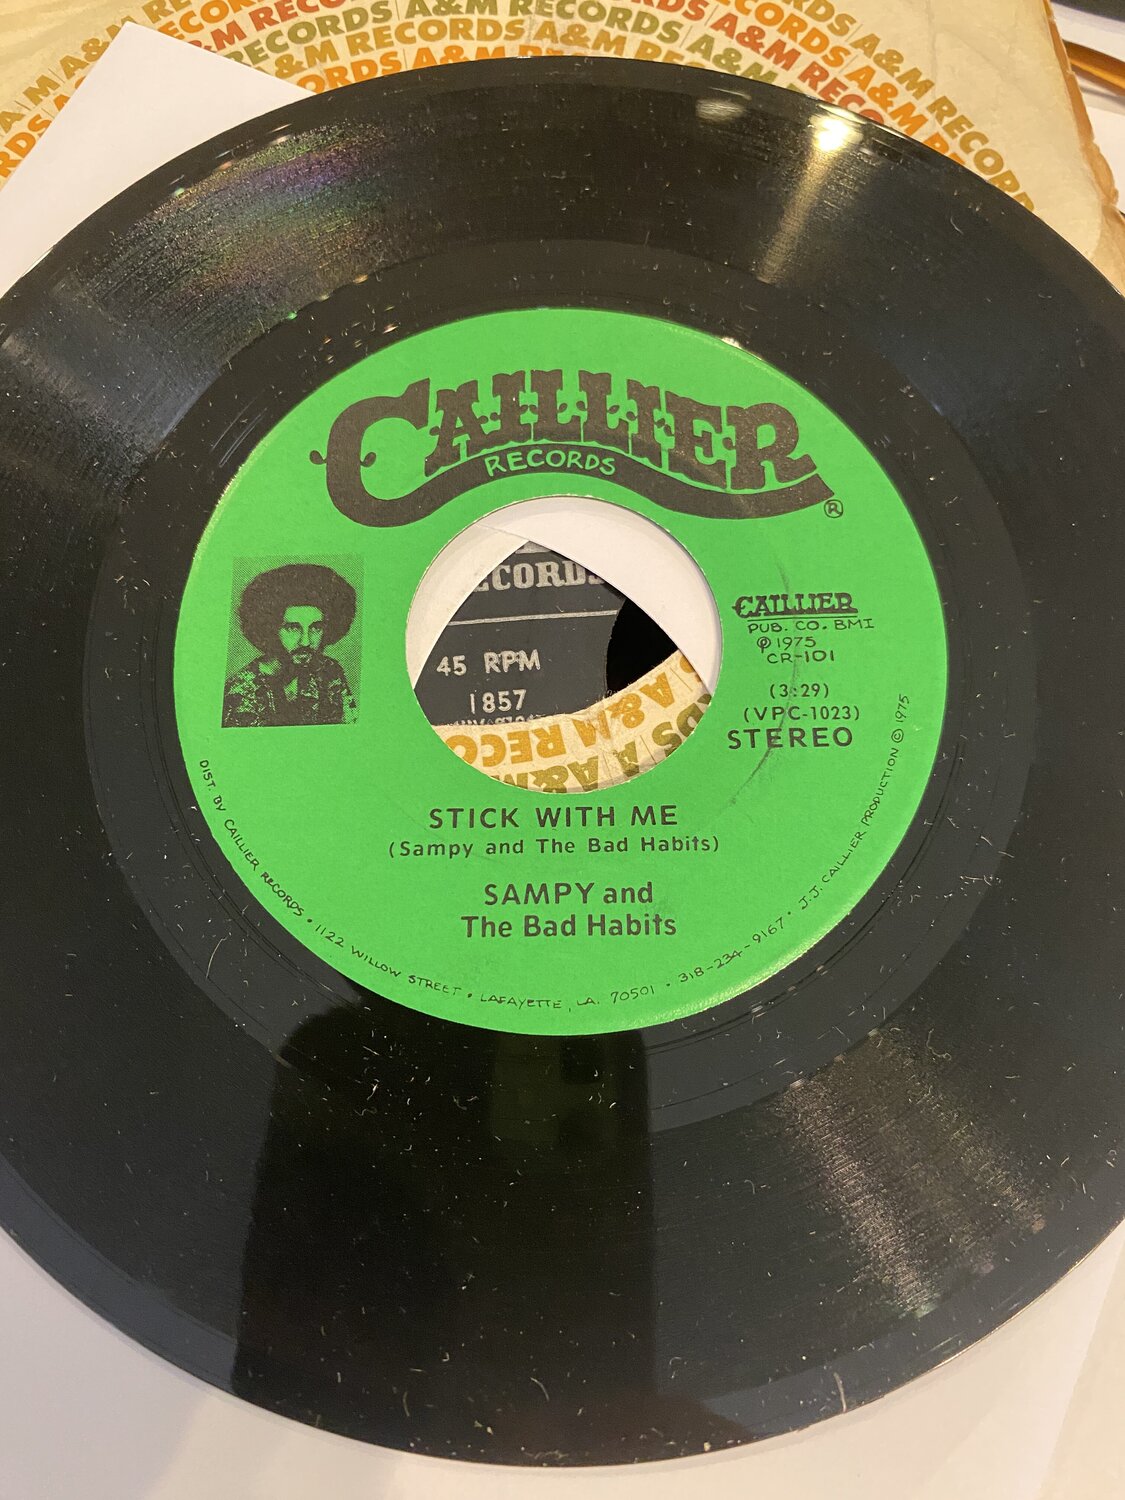 A&M RECORDS A&M RECORDS A&M RECORDS
CAILLIER
RECORDS
®
ECORDS
45 RPM
1857
A&M RECO
CAILLIER
PUB. CO. BMI
℗ 1975
CR-101
(3:29)
(VPC-1023)
STEREO
STICK WITH ME
(Sampy and The Bad Habits)
SAMPY and
The Bad Habits
DIST. BY CAILLIER RECORDS • 1122 WILLOW STREET • LAFAYETTE, LA. 70501 • 318-234-9167 • J.J. CAILLIER PRODUCTION © 1975